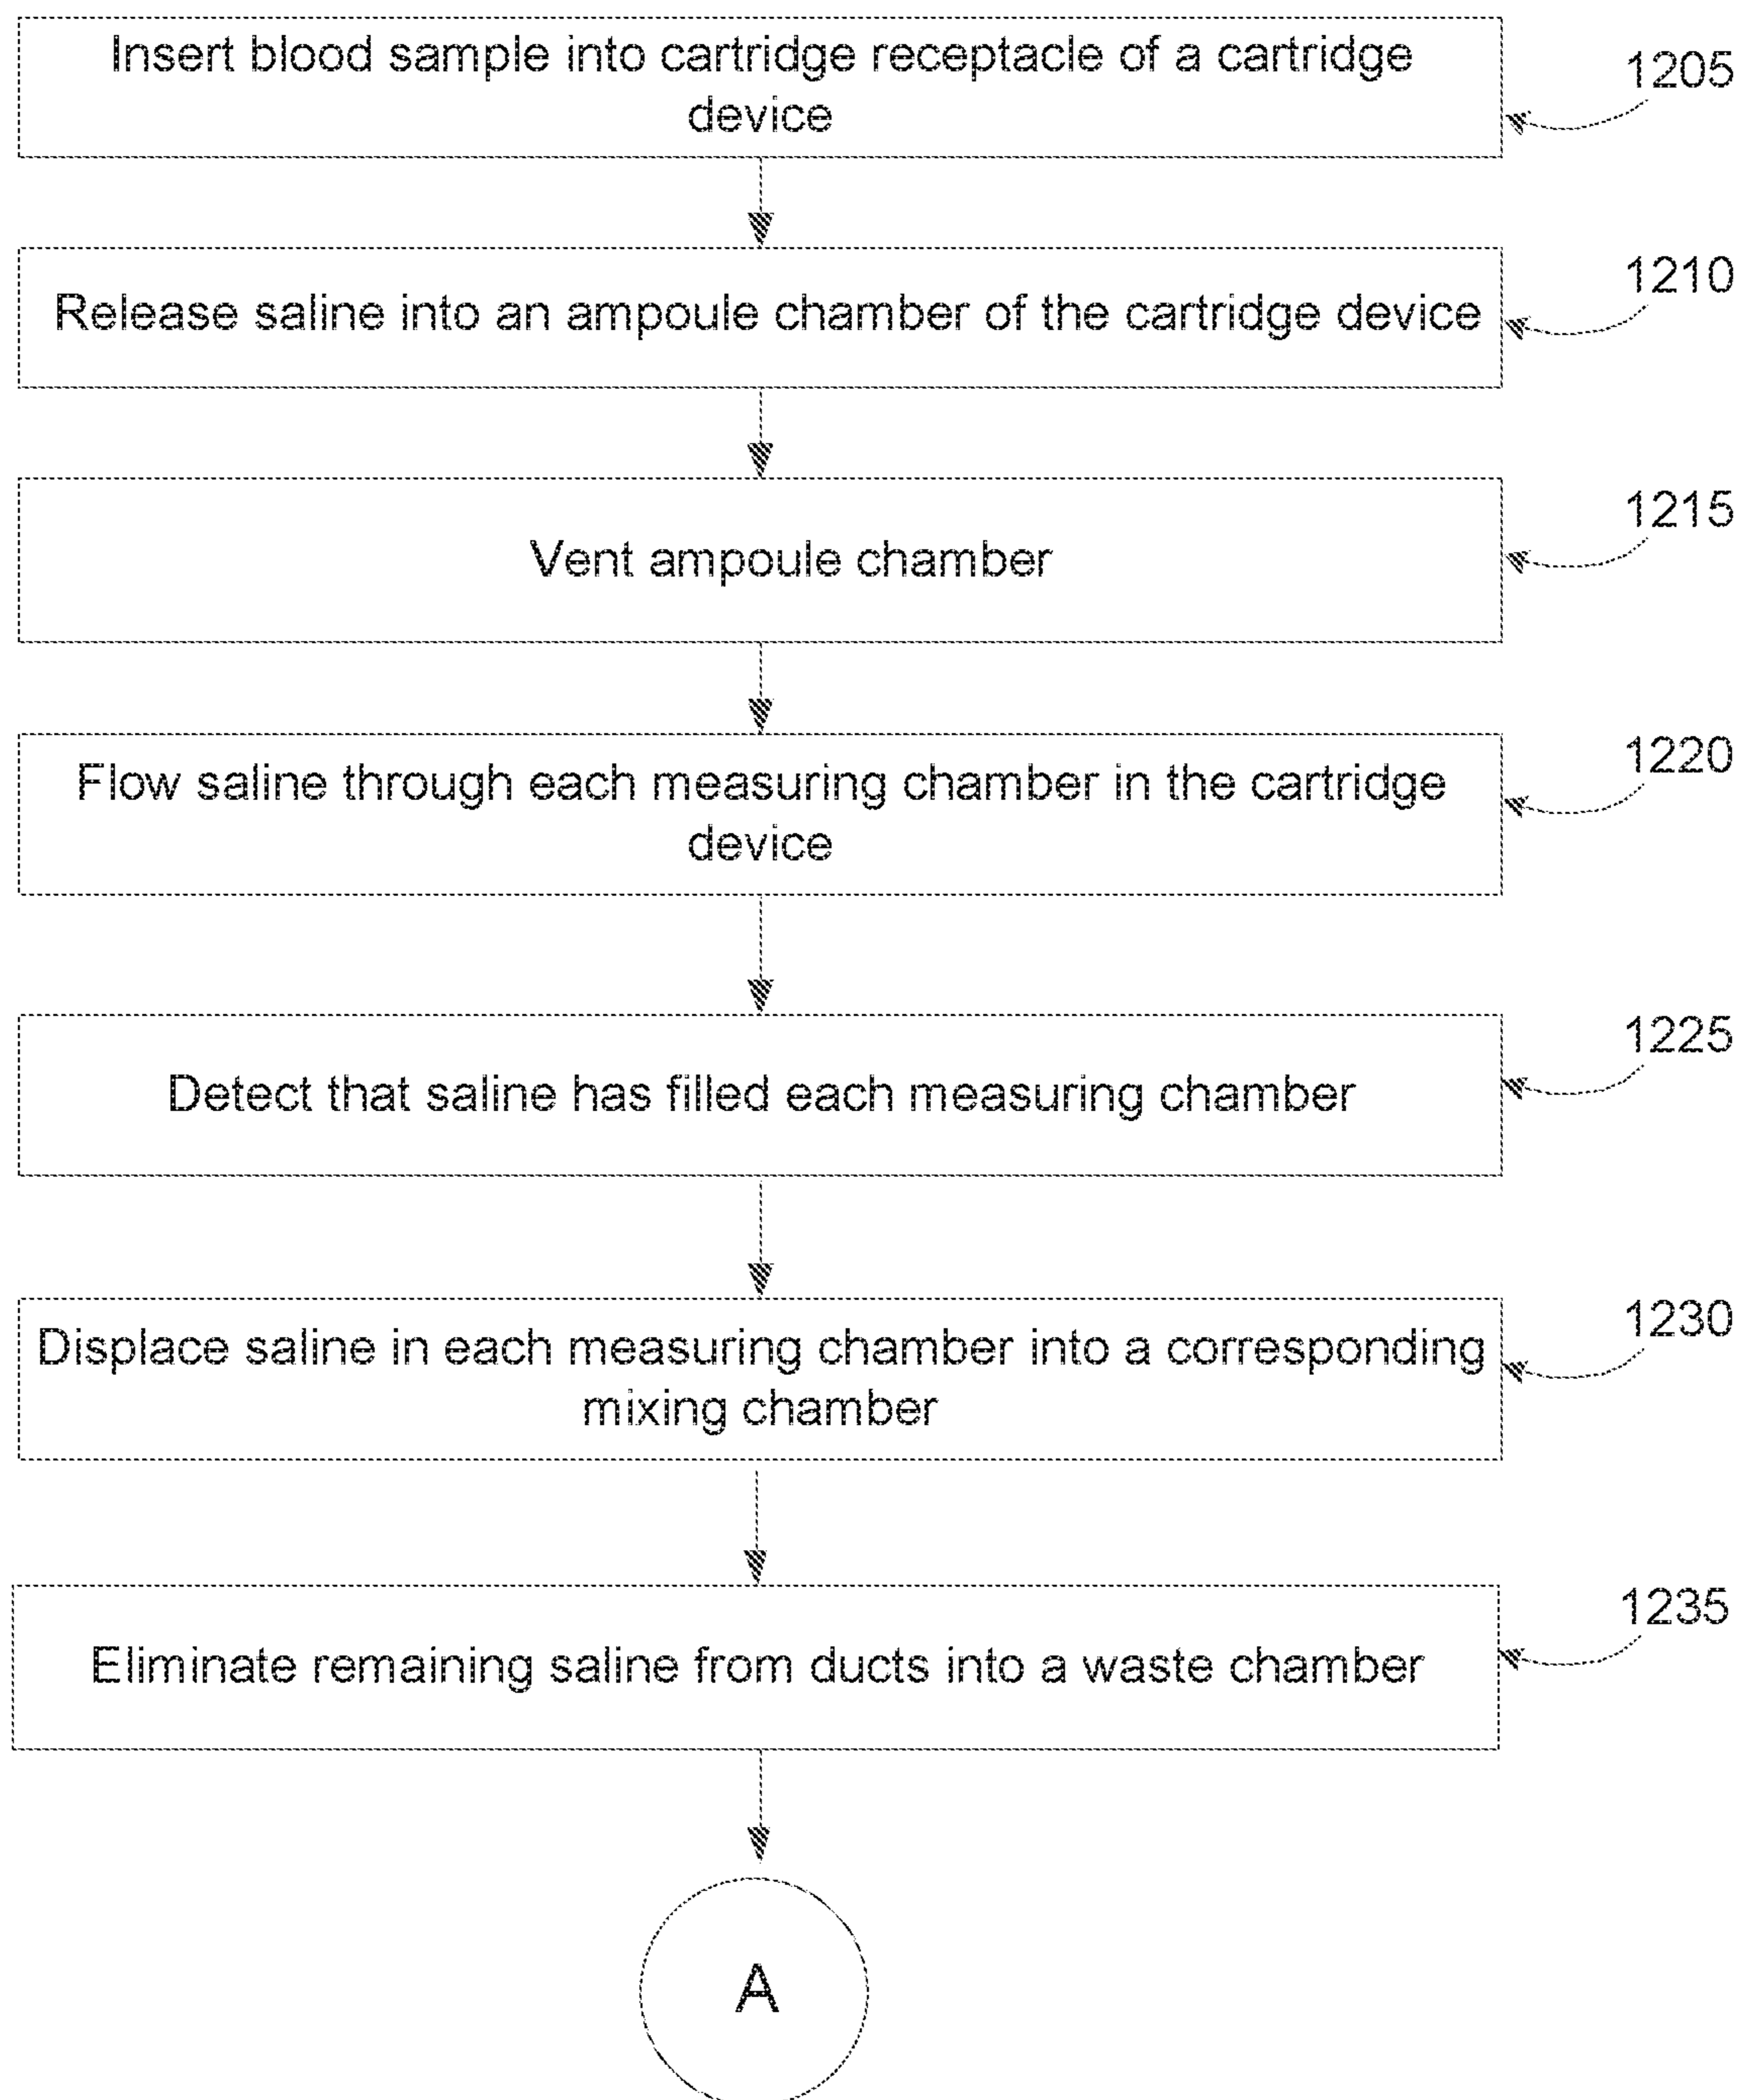 Insert blood sample into cartridge receptacle of a cartridge
device
1205
Release saline into an ampoule chamber of the cartridge device
1210
Vent ampoule chamber
1215
Flow saline through each measuring chamber in the cartridge
device
1220
Detect that saline has filled each measuring chamber
1225
Displace saline in each measuring chamber into a corresponding
mixing chamber
1230
Eliminate remaining saline from ducts into a waste chamber
1235
A